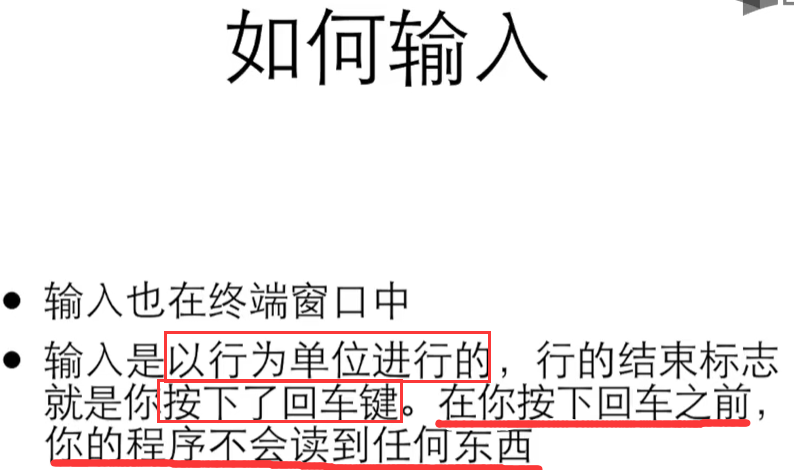 如何输入
输入也在终端窗口中
输入是以行为单位进行的，行的结束标志
就是你按下了回车键。在你按下回车之前，
你的程序不会读到任何东西